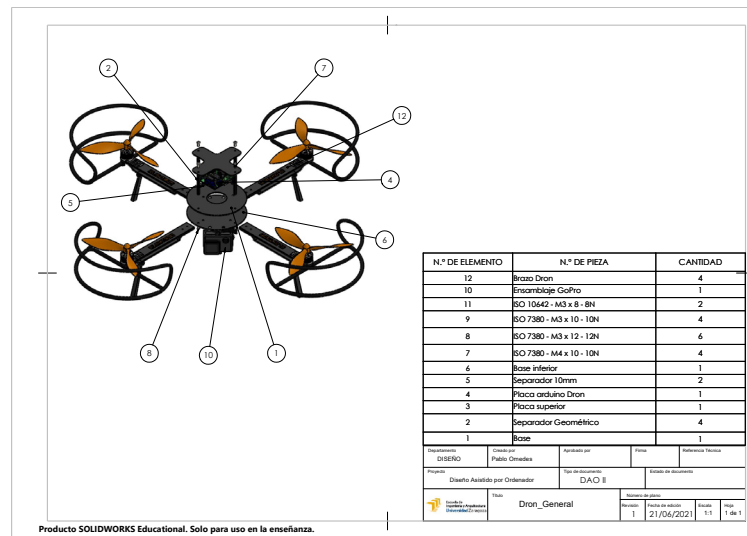 2
7
12
4
5
6
8
10
1
N.º DE ELEMENTO N.º DE PIEZA CANTIDAD
12 Brazo Dron 4
10 Ensamblaje GoPro 1
11 ISO 10642 - M3 x 8 - 8N 2
9 ISO 7380 - M3 x 10 - 10N 4
8 ISO 7380 - M3 x 12 - 12N 6
7 ISO 7380 - M4 x 10 - 10N 4
6 Base inferior 1
5 Separador 10mm 2
4 Placa arduino Dron 1
3 Placa superior 1
2 Separador Geométrico 4
1 Base 1
Departamento Creado por Aprobado por Firma Referencia Técnica
DISEÑO Pablo Omedes
Proyecto Tipo de documento Estado de documento
Diseño Asistido por Ordenador DAO II
Título Número de plano
Escuela de
Ingeniería y Arquitectura
Universidad Zaragoza
Dron_General
Revisión Fecha de edición Escala Hoja
1 21/06/2021 1:1 1 de 1
Producto SOLIDWORKS Educational. Solo para uso en la enseñanza.